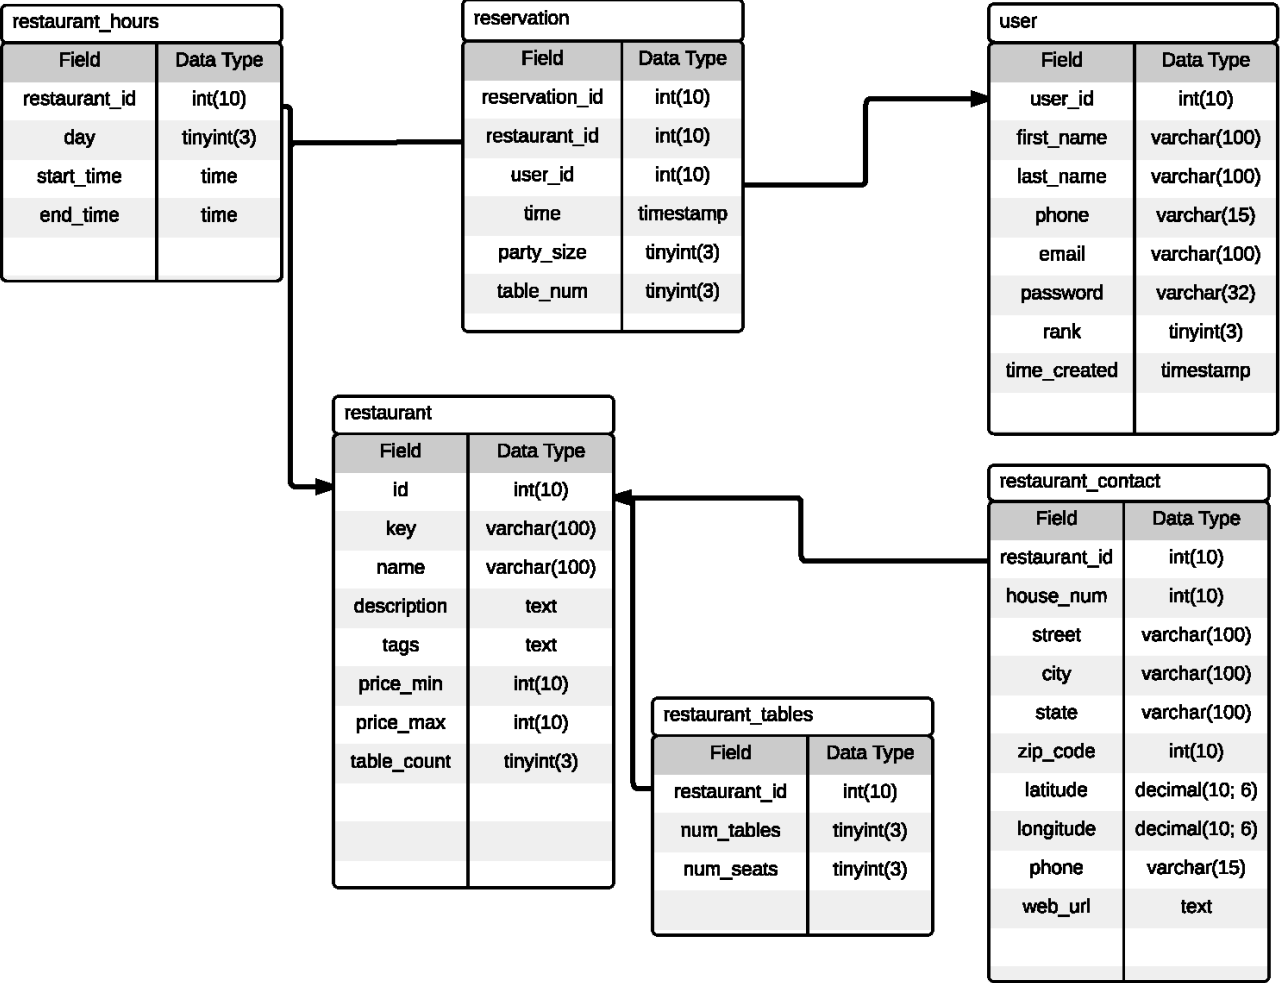 restaurant_hours
Field Data Type
restaurant_id int(10)
day tinyint(3)
start_time time
end_time time
reservation
Field Data Type
reservation_id int(10)
restaurant_id int(10)
user_id int(10)
time timestamp
party_size tinyint(3)
table_num tinyint(3)
user
Field Data Type
user_id int(10)
first_name varchar(100)
last_name varchar(100)
phone varchar(15)
email varchar(100)
password varchar(32)
rank tinyint(3)
time_created timestamp
restaurant
Field Data Type
id int(10)
key varchar(100)
name varchar(100)
description text
tags text
price_min int(10)
price_max int(10)
table_count tinyint(3)
restaurant_tables
Field Data Type
restaurant_id int(10)
num_tables tinyint(3)
num_seats tinyint(3)
restaurant_contact
Field Data Type
restaurant_id int(10)
house_num int(10)
street varchar(100)
city varchar(100)
state varchar(100)
zip_code int(10)
latitude decimal(10; 6)
longitude decimal(10; 6)
phone varchar(15)
web_url text